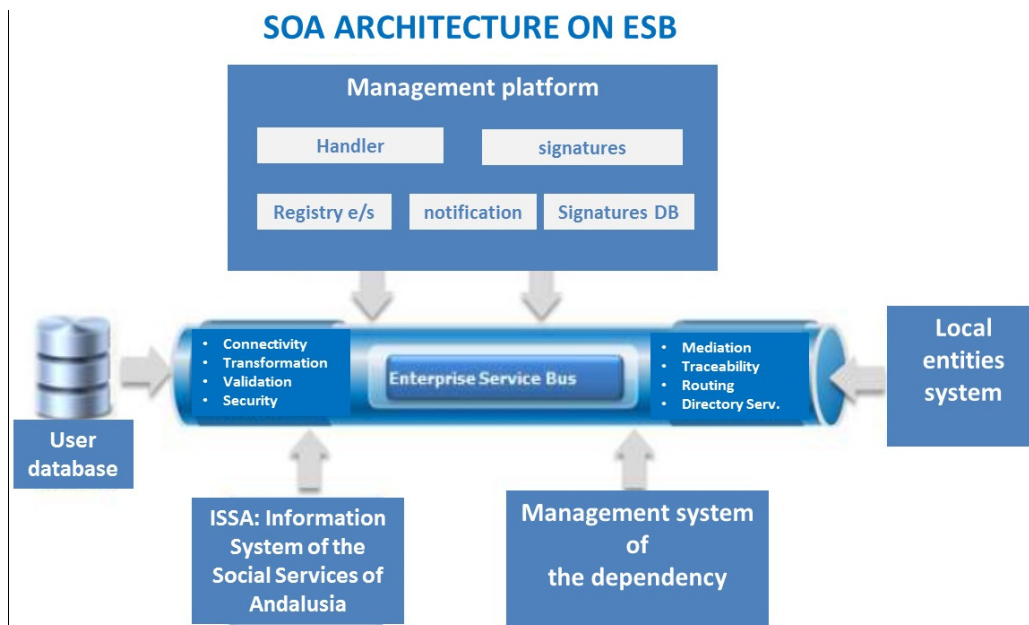 SOA ARCHITECTURE ON ESB
Management platform
Handler
signatures
Registry e/s
notification
Signatures DB
• Connectivity
• Transformation
• Validation
• Security
Enterprise Service Bus
• Mediation
• Traceability
• Routing
• Directory Serv.
Local
entities
system
User
database
ISSA: Information
System of the
Social Services of
Andalusia
Management system
of
the dependency